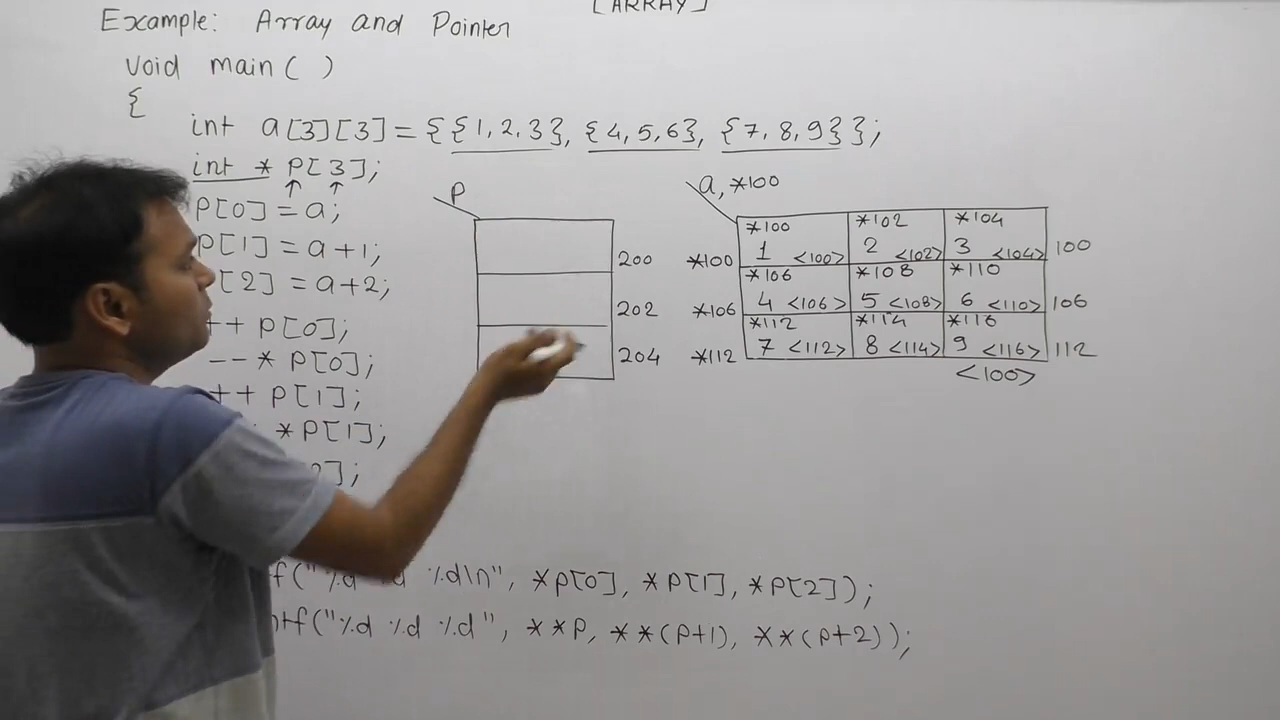 [ARRAY]
Example: Array and Pointer
void main( )
{
int a[3][3] = {{1,2,3}, {4,5,6}, {7,8,9}};
int * P[3];
P[0] = a;
P[1] = a+1;
[2] = a+2;
++ P[0];
-- * P[0];
++ P[1];
* P[1];
];
f("%d %d %d\n", *p[0], *p[1], *p[2]);
ntf("%d %d %d", **p, **(p+1), **(p+2));
P
200
202
204
a, *100
*100 *102 *104
*100 1 <100> 2 <102> 3 <104> 100
*106 *108 *110
*106 4 <106> 5 <108> 6 <110> 106
*112 *114 *116
*112 7 <112> 8 <114> 9 <116> 112
<100>